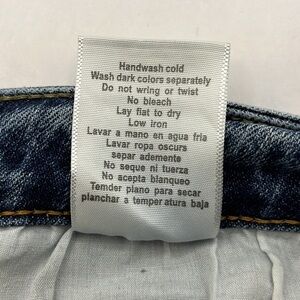 Handwash cold
Wash dark colors separately
Do not wring or twist
No bleach
Lay flat to dry
Low iron
Lavar a mano en agua fria
Lavar ropa oscurs
separ ademente
No seque ni tuerza
No acepta blanqueo
Temder plano para secar
planchar a temper atura baja